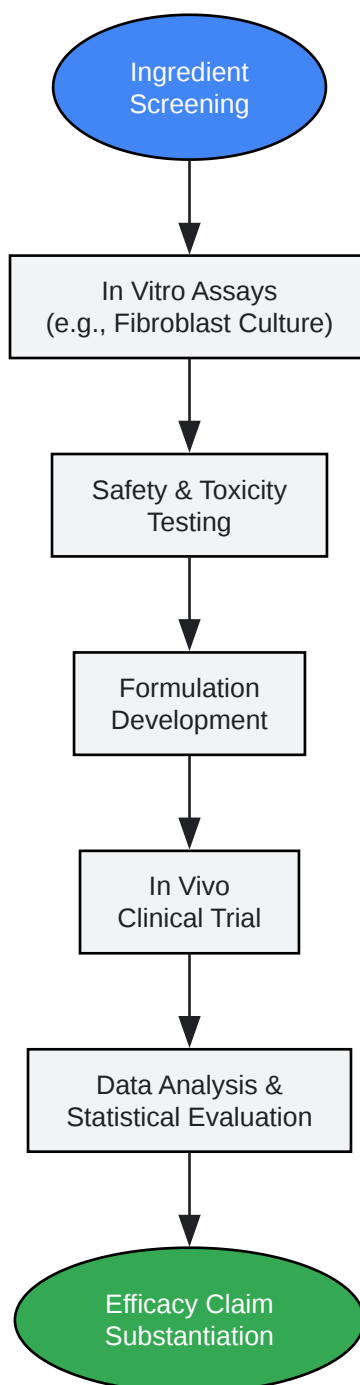 Ingredient
Screening
In Vitro Assays
(e.g., Fibroblast Culture)
Safety & Toxicity
Testing
Formulation
Development
In Vivo
Clinical Trial
Data Analysis &
Statistical Evaluation
Efficacy Claim
Substantiation